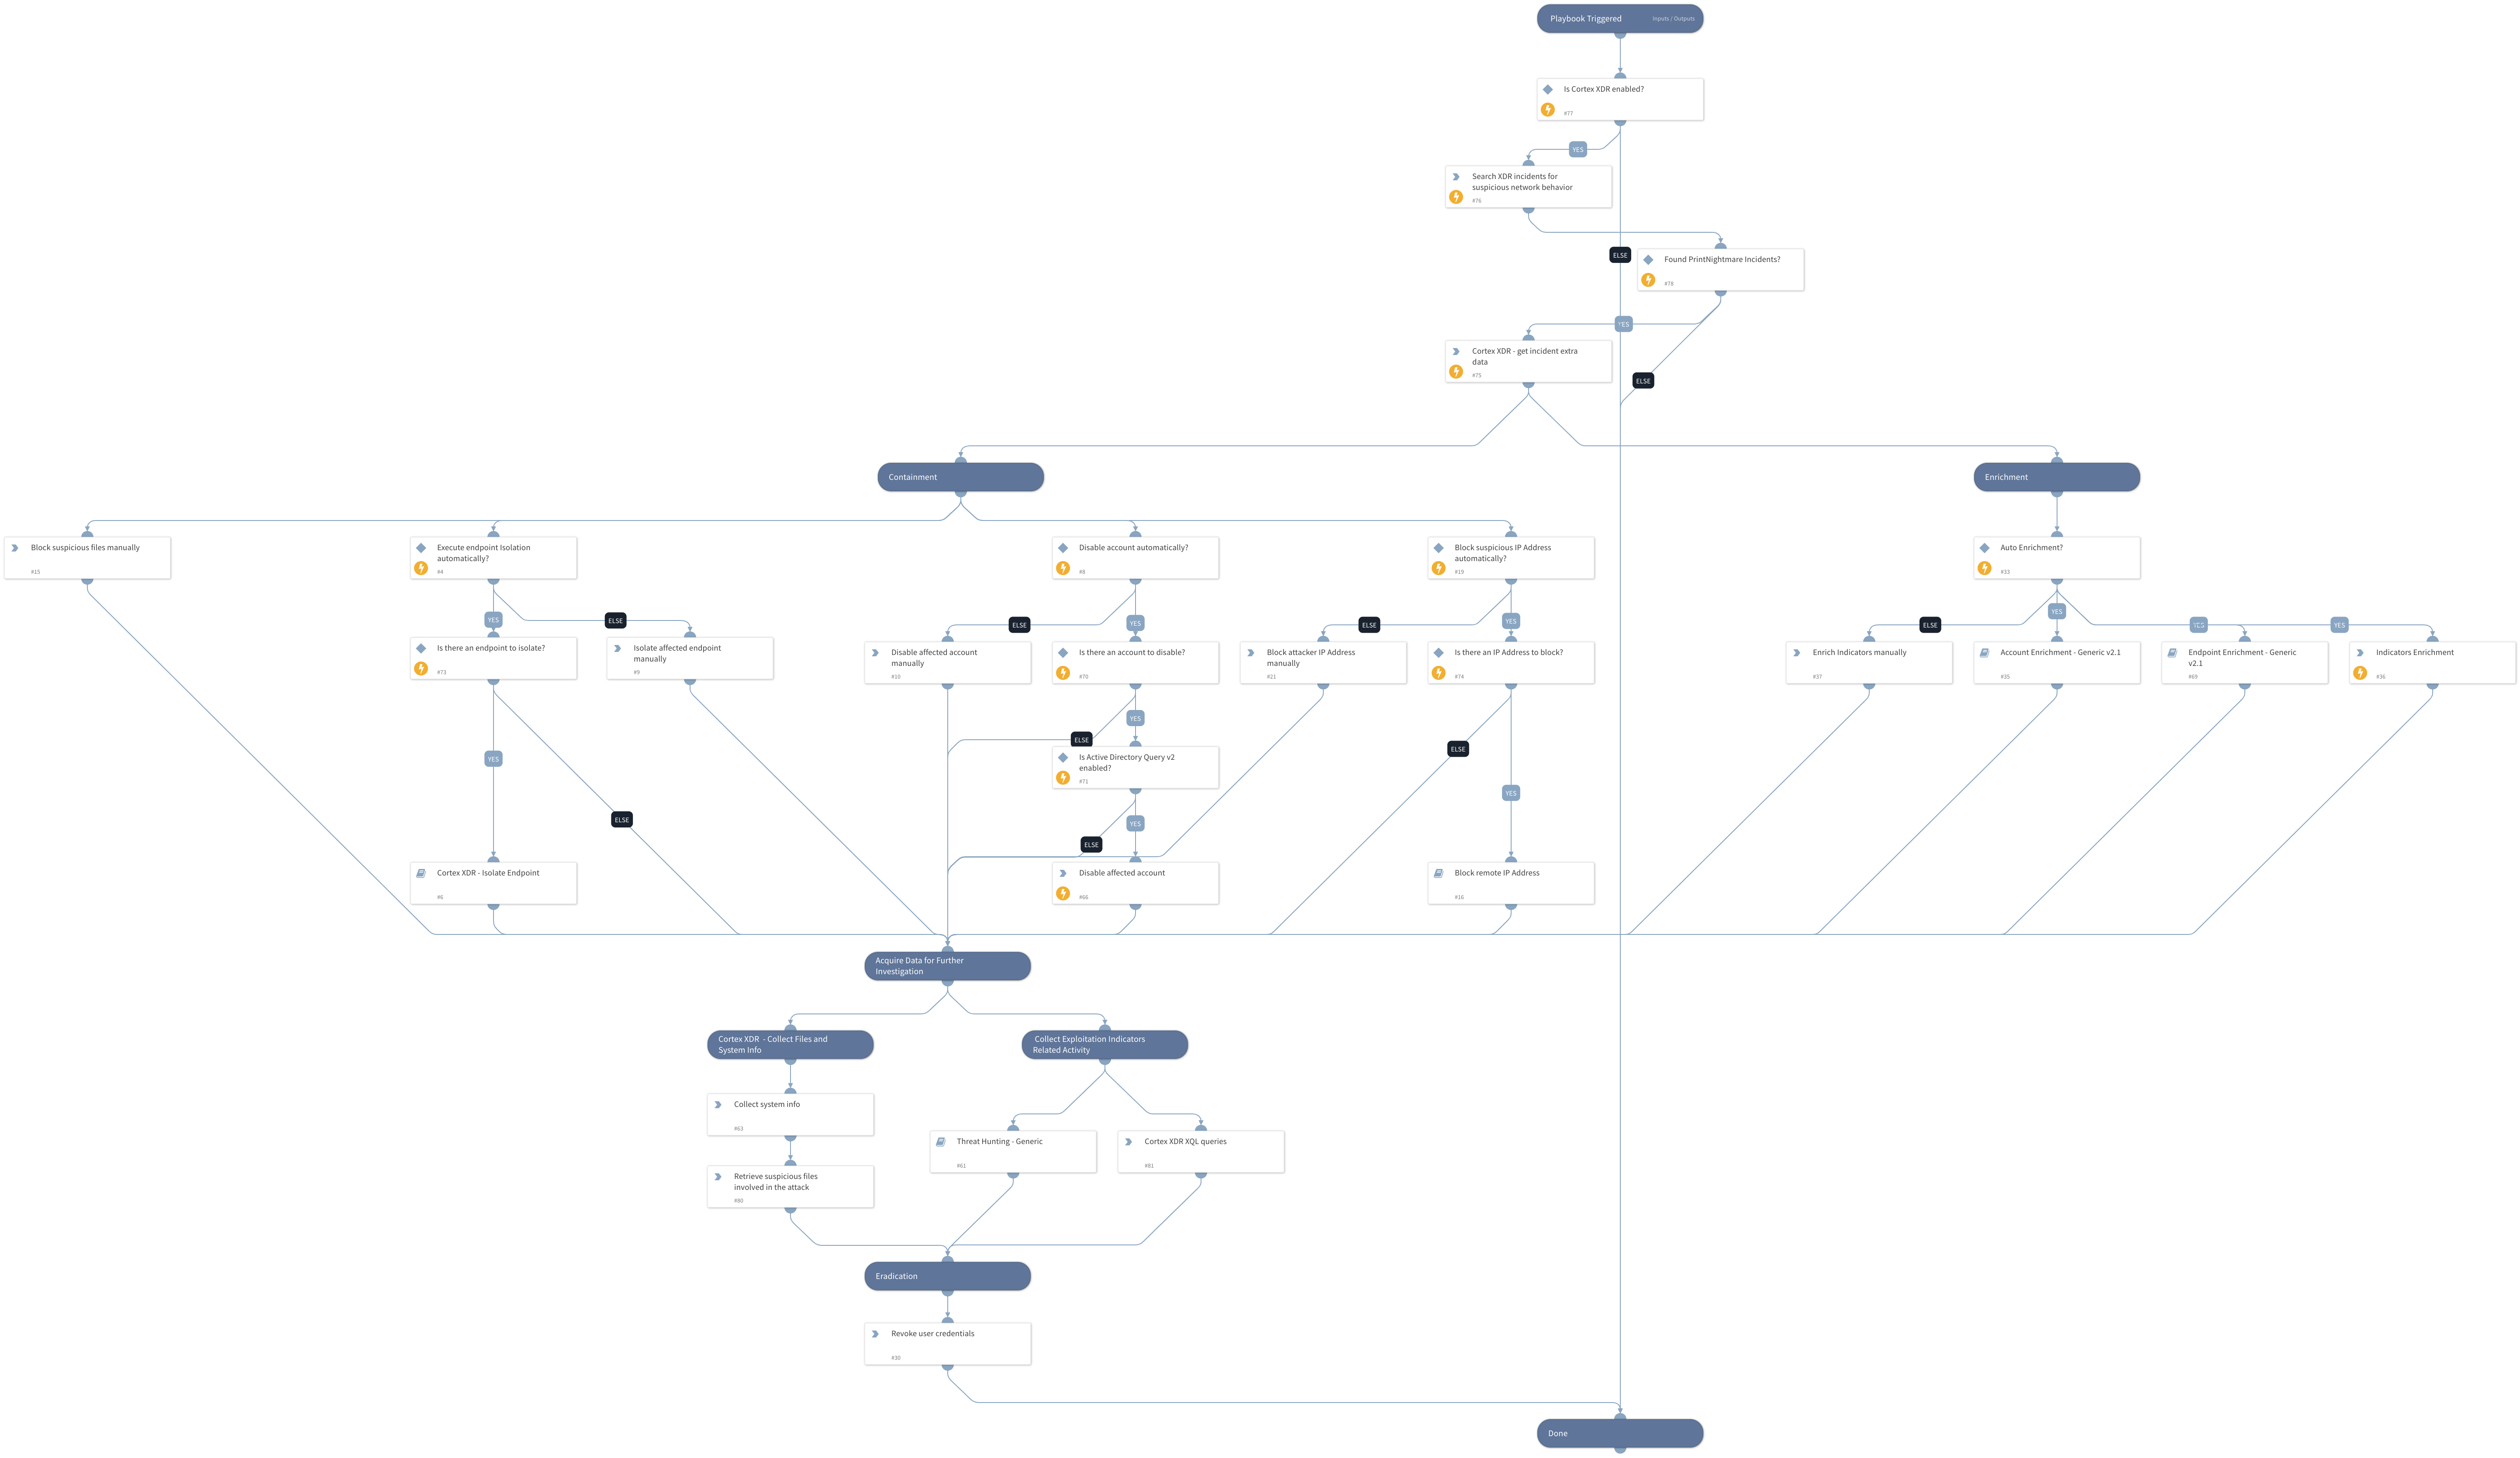 Playbook Triggered
Inputs / Outputs
Is Cortex XDR enabled?
#77
YES
Search XDR incidents for
suspicious network behavior
#76
ELSE
Found PrintNightmare Incidents?
#78
YES
Cortex XDR - get incident extra
data
#75
ELSE
Containment
Enrichment
Block suspicious files manually
#15
Execute endpoint Isolation
automatically?
#4
Disable account automatically?
#8
Block suspicious IP Address
automatically?
#19
Auto Enrichment?
#33
YES
ELSE
ELSE
YES
ELSE
YES
ELSE
YES
YES
YES
Is there an endpoint to isolate?
#73
Isolate affected endpoint
manually
#9
Disable affected account
manually
#10
Is there an account to disable?
#70
Block attacker IP Address
manually
#21
Is there an IP Address to block?
#74
Enrich Indicators manually
#37
Account Enrichment - Generic v2.1
#35
Endpoint Enrichment - Generic
v2.1
#69
Indicators Enrichment
#36
YES
ELSE
YES
ELSE
Is Active Directory Query v2
enabled?
#71
YES
ELSE
YES
ELSE
YES
Cortex XDR - Isolate Endpoint
#6
Disable affected account
#66
Block remote IP Address
#16
Acquire Data for Further
Investigation
Cortex XDR - Collect Files and
System Info
Collect Exploitation Indicators
Related Activity
Collect system info
#63
Threat Hunting - Generic
#61
Cortex XDR XQL queries
#81
Retrieve suspicious files
involved in the attack
#80
Eradication
Revoke user credentials
#30
Done